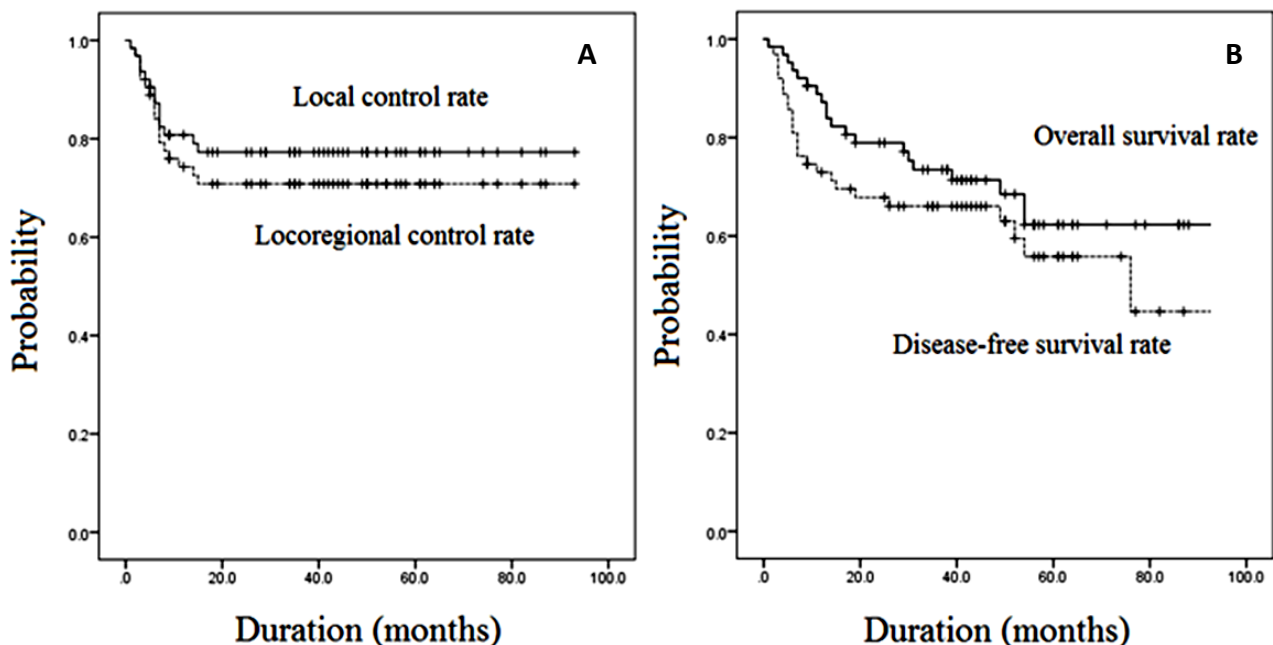 A
1.0
0.8
0.6
0.4
0.2
0.0
Probability
Local control rate
Locoregional control rate
.0 20.0 40.0 60.0 80.0 100.0
Duration (months)
B
1.0
0.8
0.6
0.4
0.2
0.0
Probability
Overall survival rate
Disease-free survival rate
.0 20.0 40.0 60.0 80.0 100.0
Duration (months)